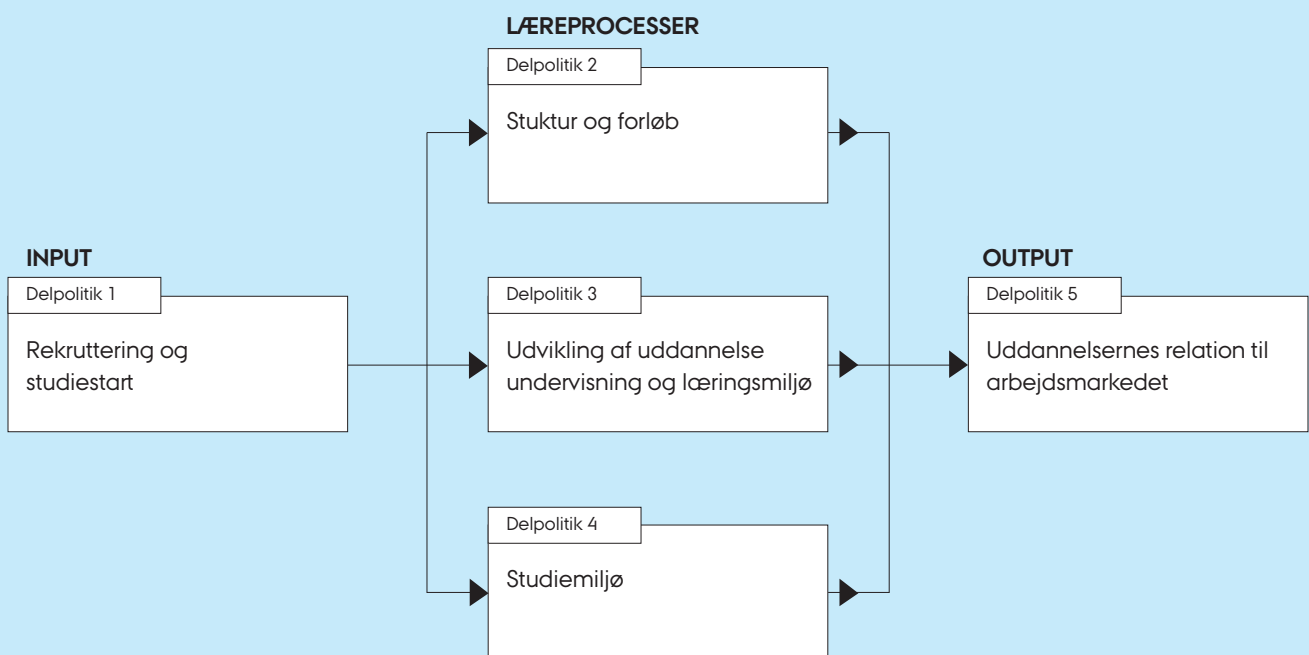 LÆREPROCESSER
Delpolitik 2
Stuktur og forløb
INPUT
Delpolitik 1
Rekruttering og
studiestart
Delpolitik 3
Udvikling af uddannelse
undervisning og læringsmiljø
OUTPUT
Delpolitik 5
Uddannelsernes relation til
arbejdsmarkedet
Delpolitik 4
Studiemiljø